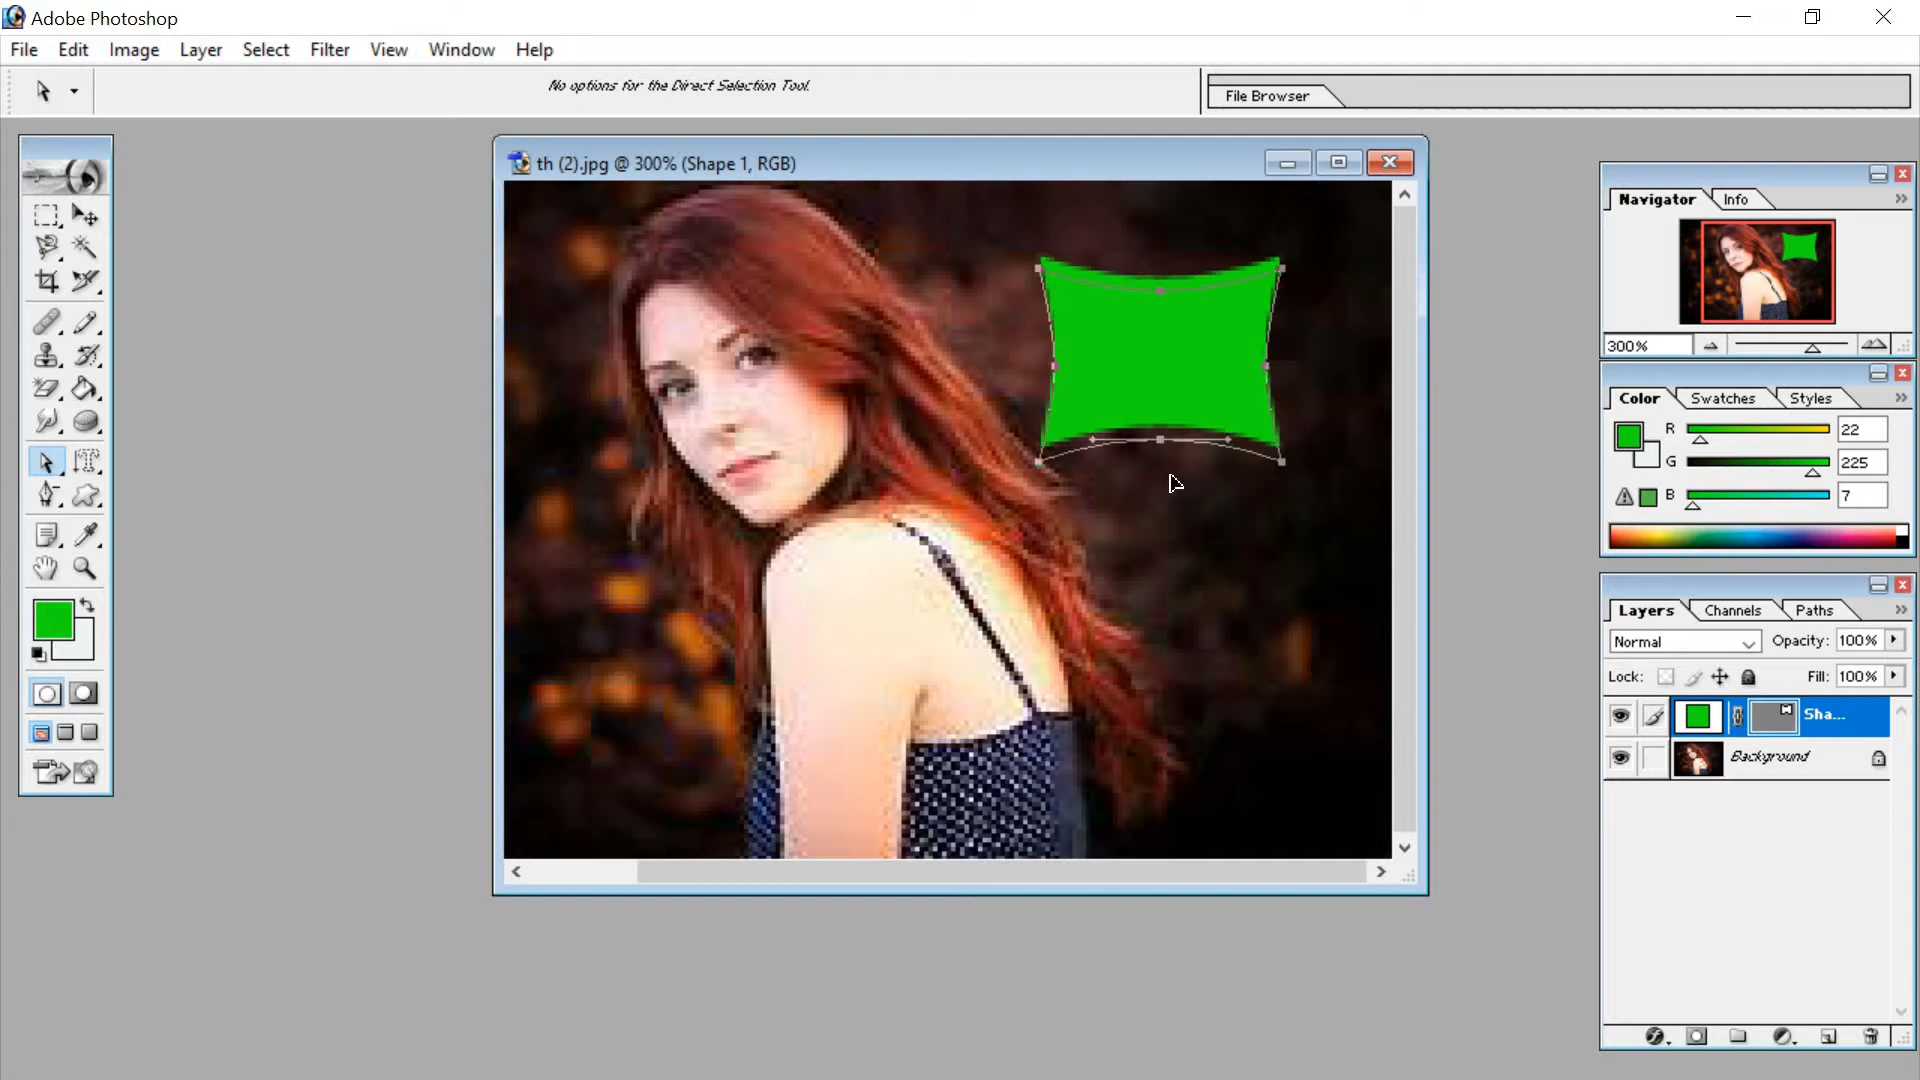 Adobe Photoshop
File Edit Image Layer Select Filter View Window Help
No options for the Direct Selection Tool.
File Browser
th (2).jpg @ 300% (Shape 1, RGB)
Navigator Info
300%
Color Swatches Styles
R 22
G 225
B 7
Layers Channels Paths
Normal Opacity: 100%
Lock: Fill: 100%
Sha...
Background